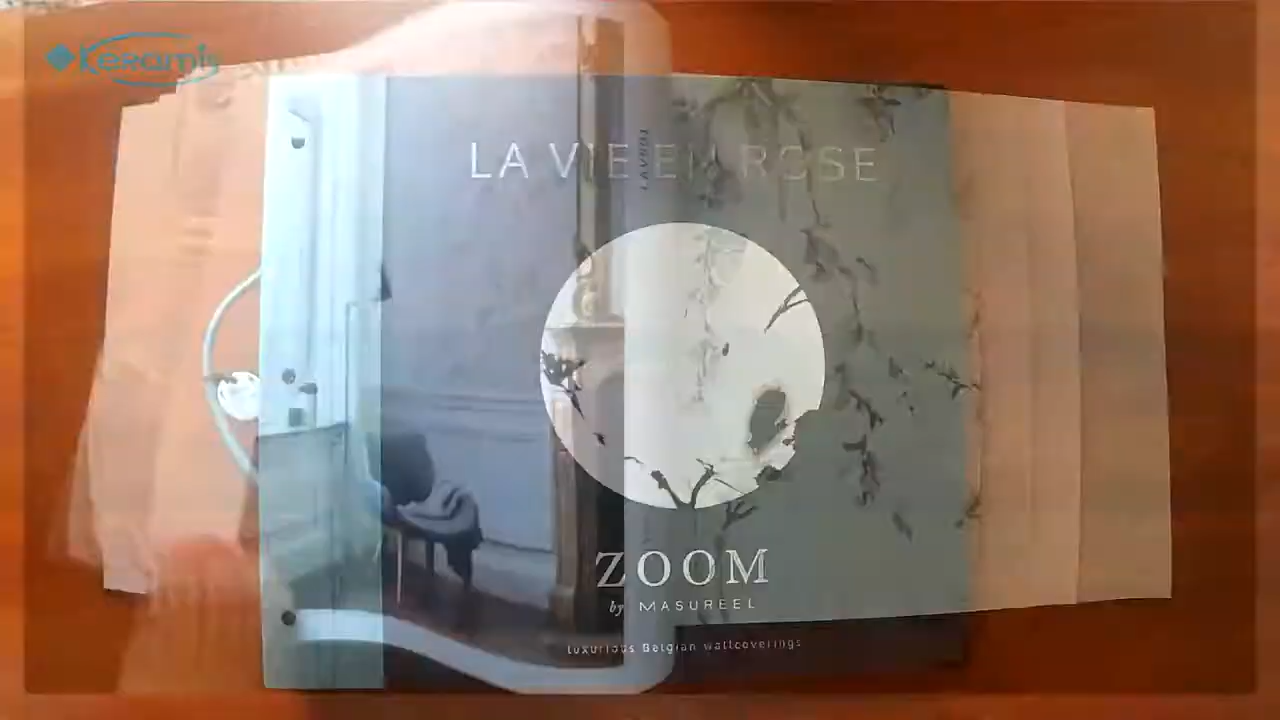 Keramis
LA VIE EN ROSE
ZOOM
by MASUREEL
Luxurious Belgian wallcoverings